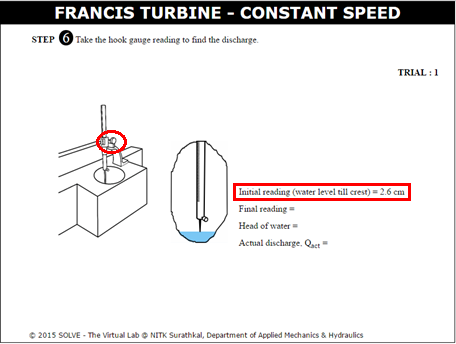 FRANCIS TURBINE - CONSTANT SPEED
STEP 6 Take the hook gauge reading to find the discharge.
TRIAL : 1
Initial reading (water level till crest) = 2.6 cm
Final reading =
Head of water =
Actual discharge, Qact =
© 2015 SOLVE - The Virtual Lab @ NITK Surathkal, Department of Applied Mechanics & Hydraulics